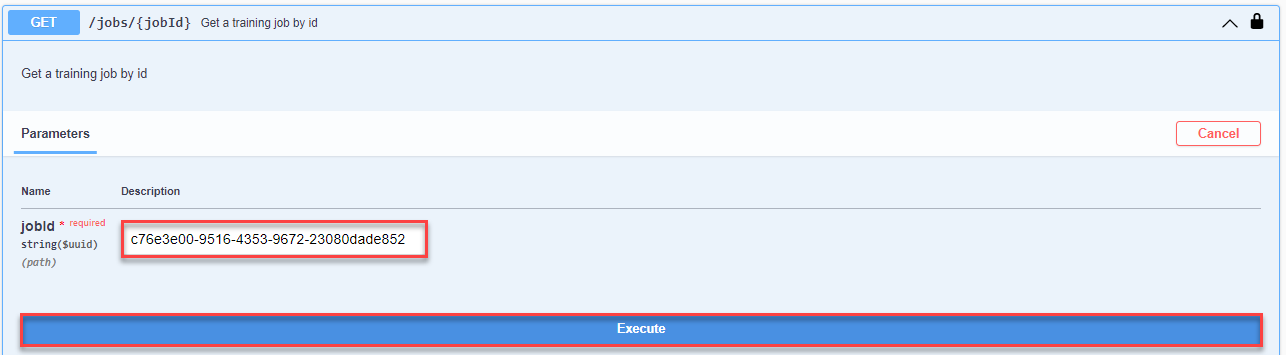 GET /jobs/{jobId} Get a training job by id
Get a training job by id
Parameters
Cancel
Name Description
jobId * required
string($uuid)
(path)
c76e3e00-9516-4353-9672-23080dade852
Execute